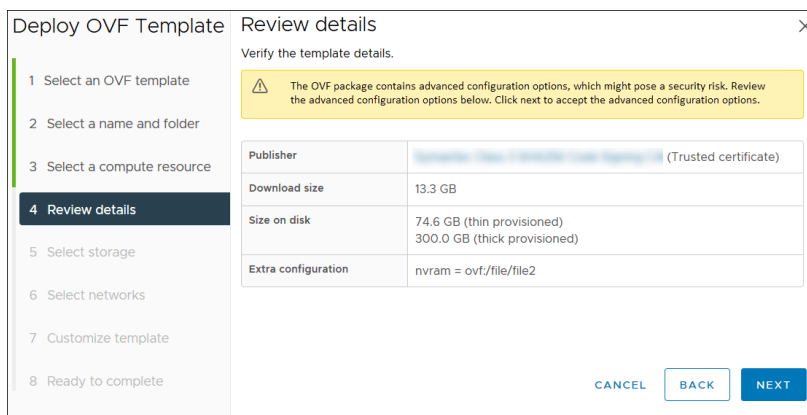 Deploy OVF Template
1 Select an OVF template
2 Select a name and folder
3 Select a compute resource
4 Review details
5 Select storage
6 Select networks
7 Customize template
8 Ready to complete
Review details
Verify the template details.
The OVF package contains advanced configuration options, which might pose a security risk. Review
the advanced configuration options below. Click next to accept the advanced configuration options.
Publisher (Trusted certificate)
Download size 13.3 GB
Size on disk 74.6 GB (thin provisioned)
300.0 GB (thick provisioned)
Extra configuration nvram = ovf:/file/file2
CANCEL BACK NEXT